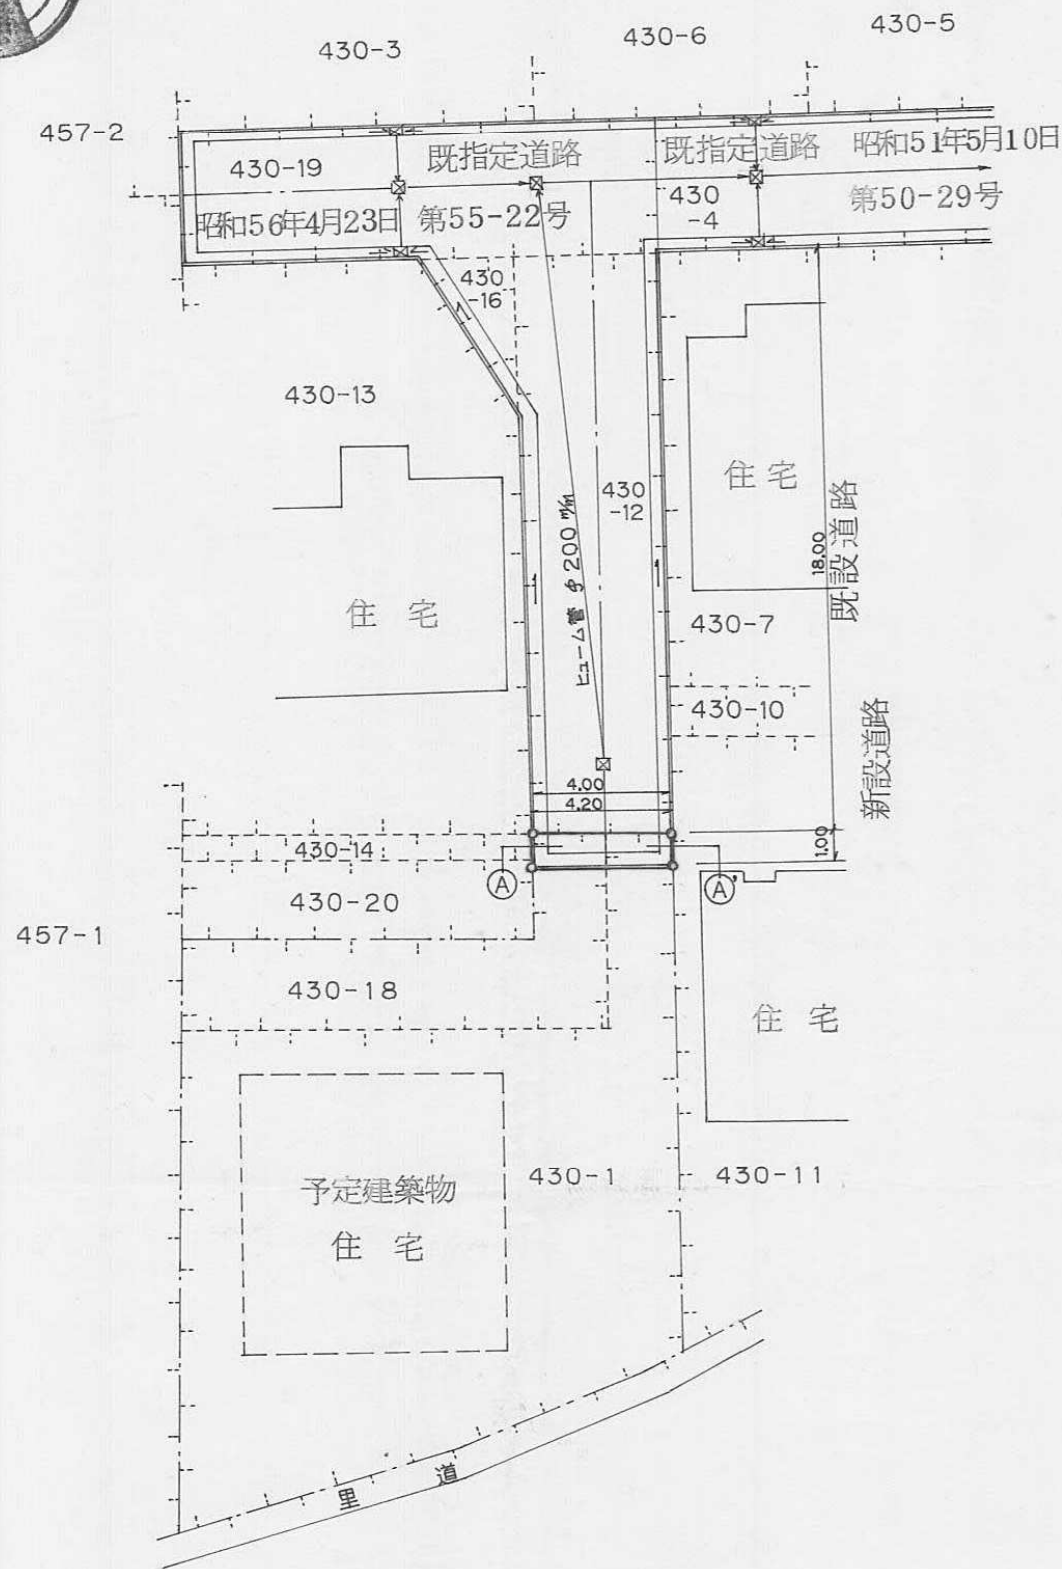 430-3
430-6
430-5
457-2
430-19
既指定道路
既指定道路
昭和51年5月10日
昭和56年4月23日
第55-22号
430
-4
第50-29号
430
-16
430-13
住宅
430
-12
ヒューム管 φ200 m/m
18.00
既設道路
住宅
430-7
430-10
新設道路
4.00
4.20
1.00
430-14
A
A'
430-20
457-1
430-18
住宅
430-1
430-11
予定建築物
住宅
里道